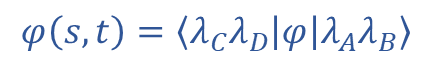 φ(s, t) = ⟨λ_C λ_D|φ|λ_A λ_B⟩